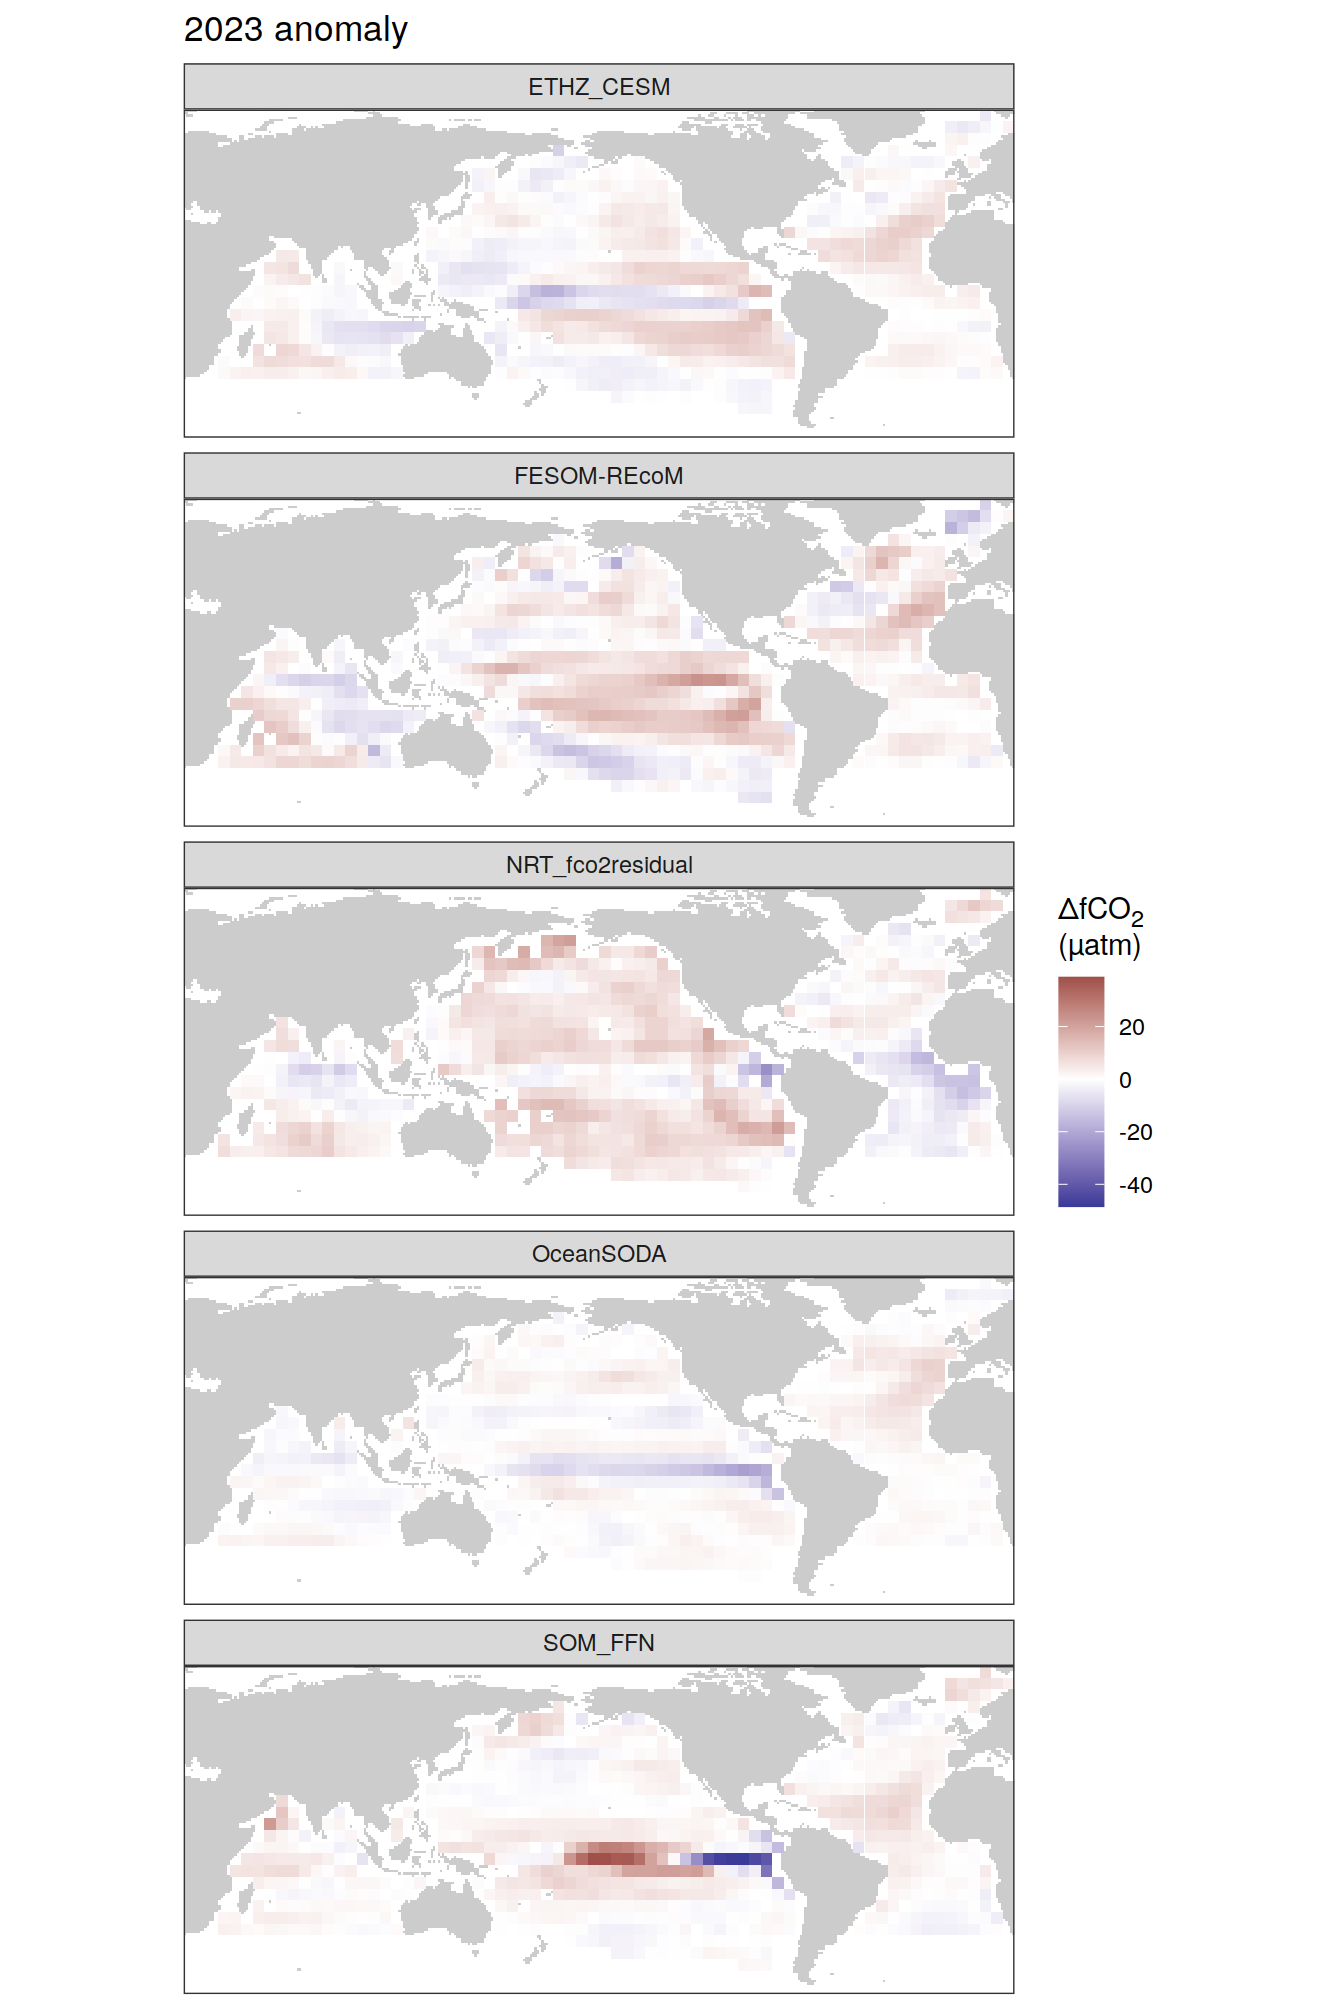 2023 anomaly
ETHZ_CESM
FESOM-REcoM
NRT_fco2residual
ΔfCO₂
(µatm)
20
0
-20
-40
OceanSODA
SOM_FFN